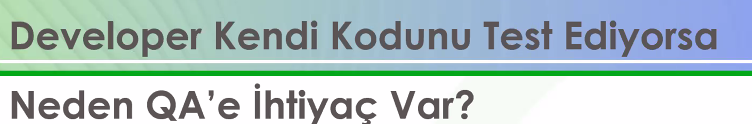 Developer Kendi Kodunu Test Ediyorsa
Neden QA’e İhtiyaç Var?